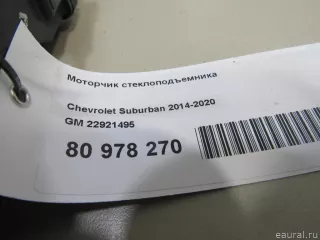 Моторчик стеклоподъемника
Chevrolet Suburban 2014-2020
GM 22921495
80 978 270
eaural.ru